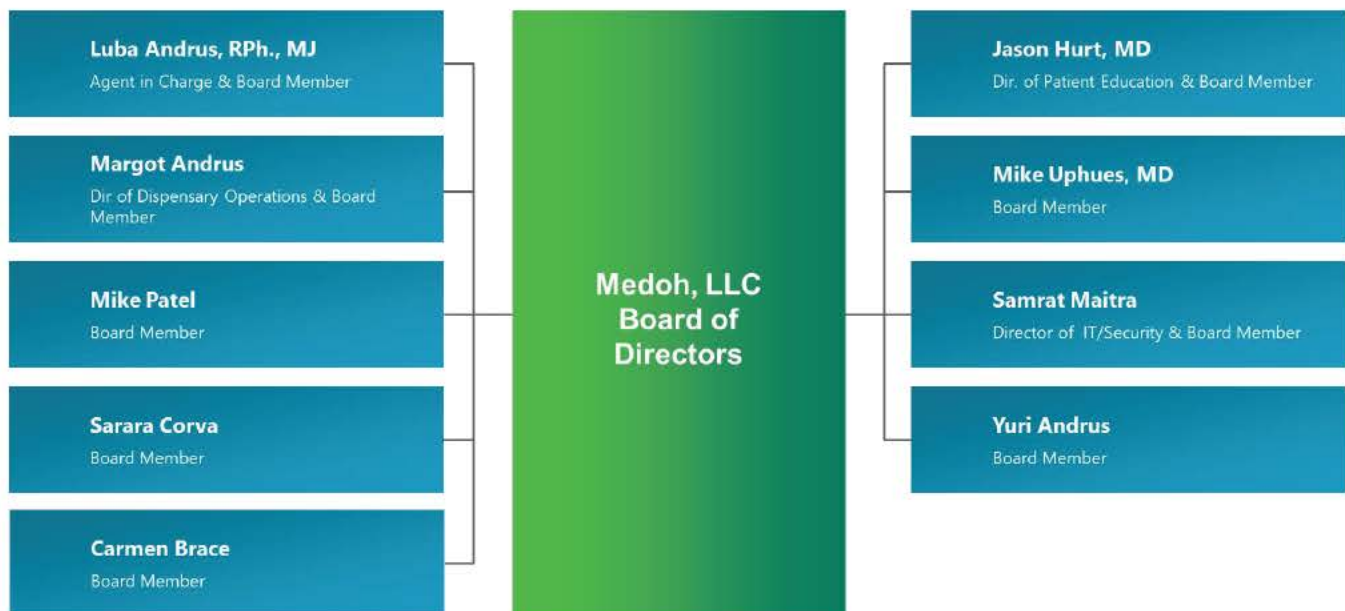 Luba Andrus, RPh., MJ
Agent in Charge & Board Member
Margot Andrus
Dir of Dispensary Operations & Board
Member
Mike Patel
Board Member
Sarara Corva
Board Member
Carmen Brace
Board Member
Medoh, LLC
Board of
Directors
Jason Hurt, MD
Dir. of Patient Education & Board Member
Mike Uphues, MD
Board Member
Samrat Maitra
Director of IT/Security & Board Member
Yuri Andrus
Board Member